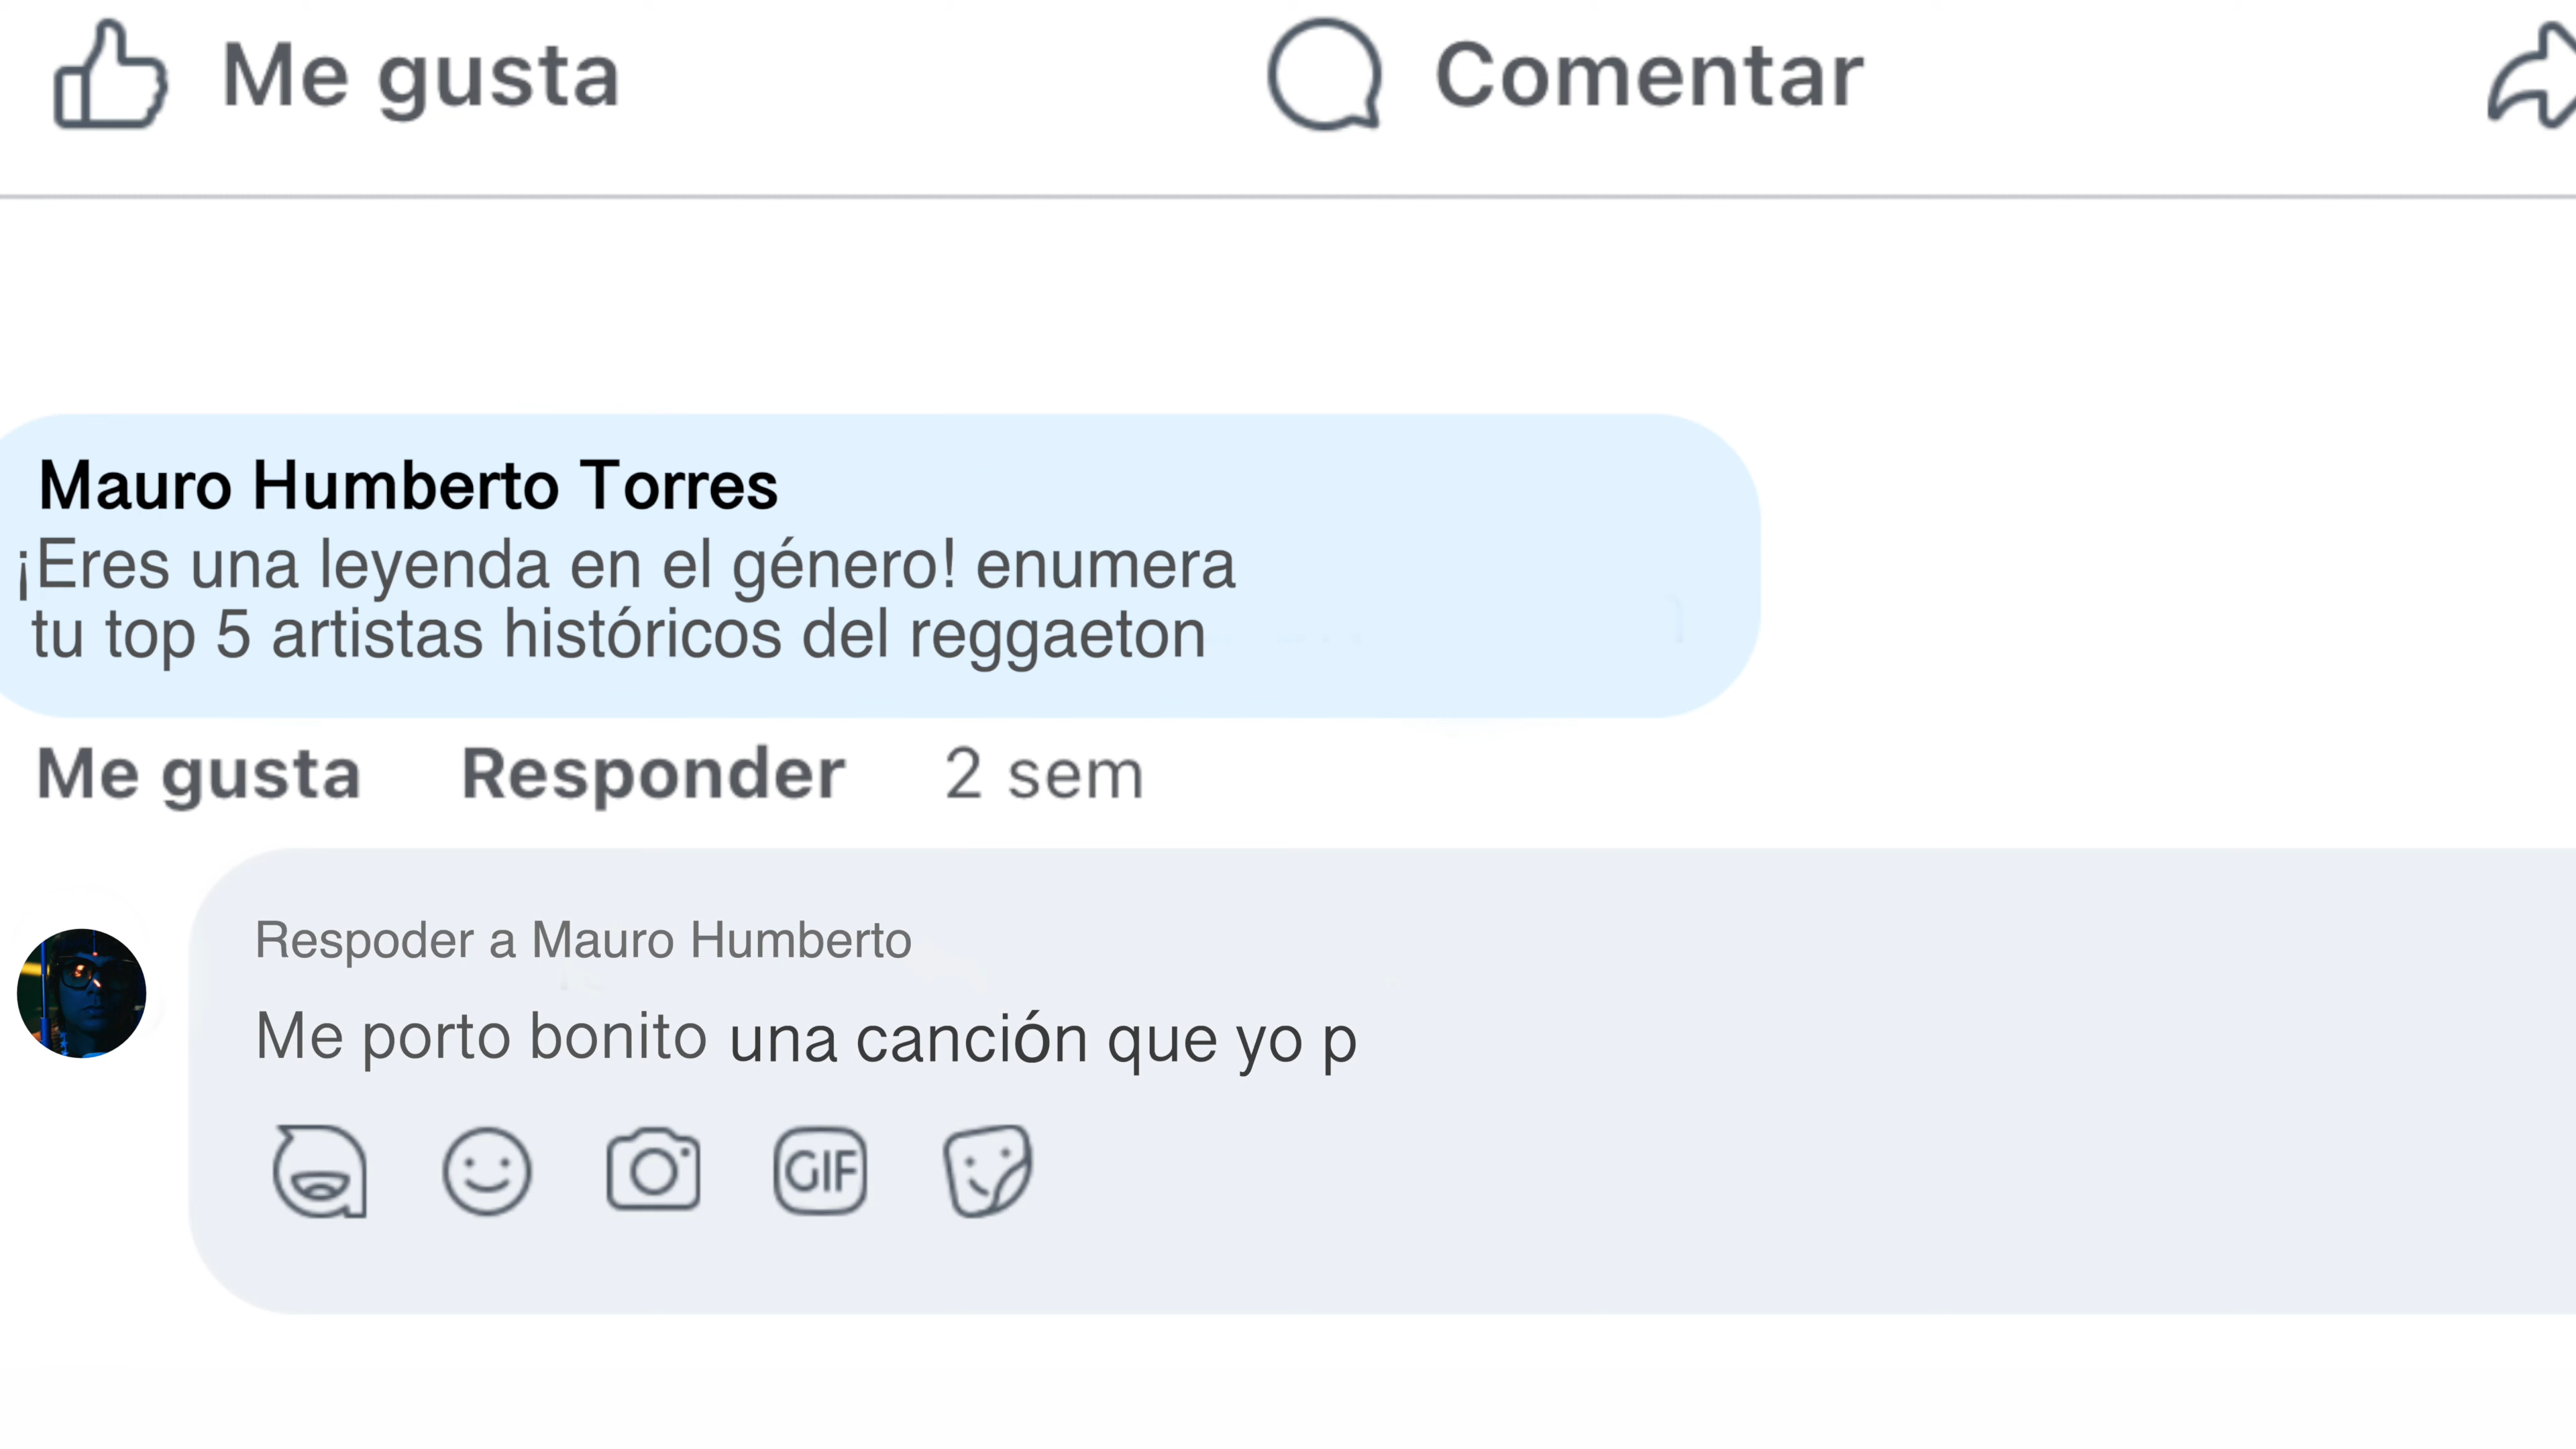 Me gusta Comentar
Mauro Humberto Torres
¡Eres una leyenda en el género! enumera
tu top 5 artistas históricos del reggaeton
Me gusta Responder 2 sem
Respoder a Mauro Humberto
Me porto bonito una canción que yo p
GIF